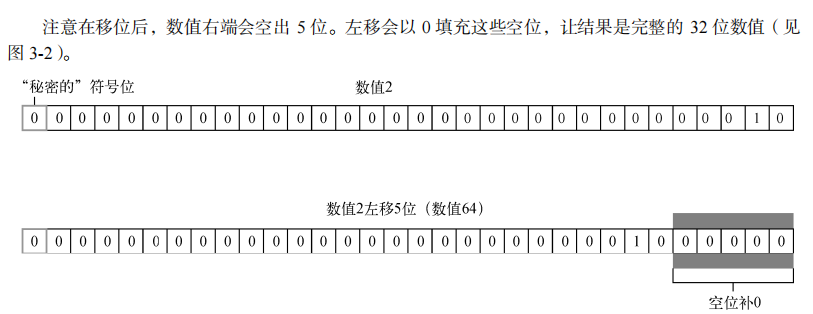 注意在移位后，数值右端会空出 5 位。左移会以 0 填充这些空位，让结果是完整的 32 位数值（见
图 3-2）。
“秘密的”符号位 数值2
0 0 0 0 0 0 0 0 0 0 0 0 0 0 0 0 0 0 0 0 0 0 0 0 0 0 0 0 0 0 1 0
数值2左移5位（数值64）
0 0 0 0 0 0 0 0 0 0 0 0 0 0 0 0 0 0 0 0 0 0 0 0 0 1 0 0 0 0 0 0
空位补0